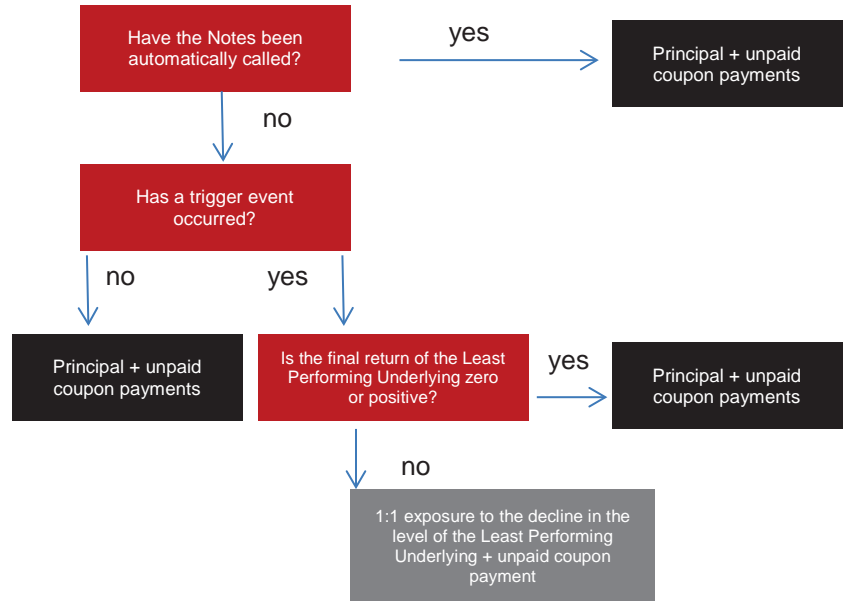 Have the Notes been
automatically called?
yes
Principal + unpaid
coupon payments
no
Has a trigger event
occurred?
no
yes
Principal + unpaid
coupon payments
Is the final return of the Least
Performing Underlying zero
or positive?
yes
Principal + unpaid
coupon payments
no
1:1 exposure to the decline in the
level of the Least Performing
Underlying + unpaid coupon
payment